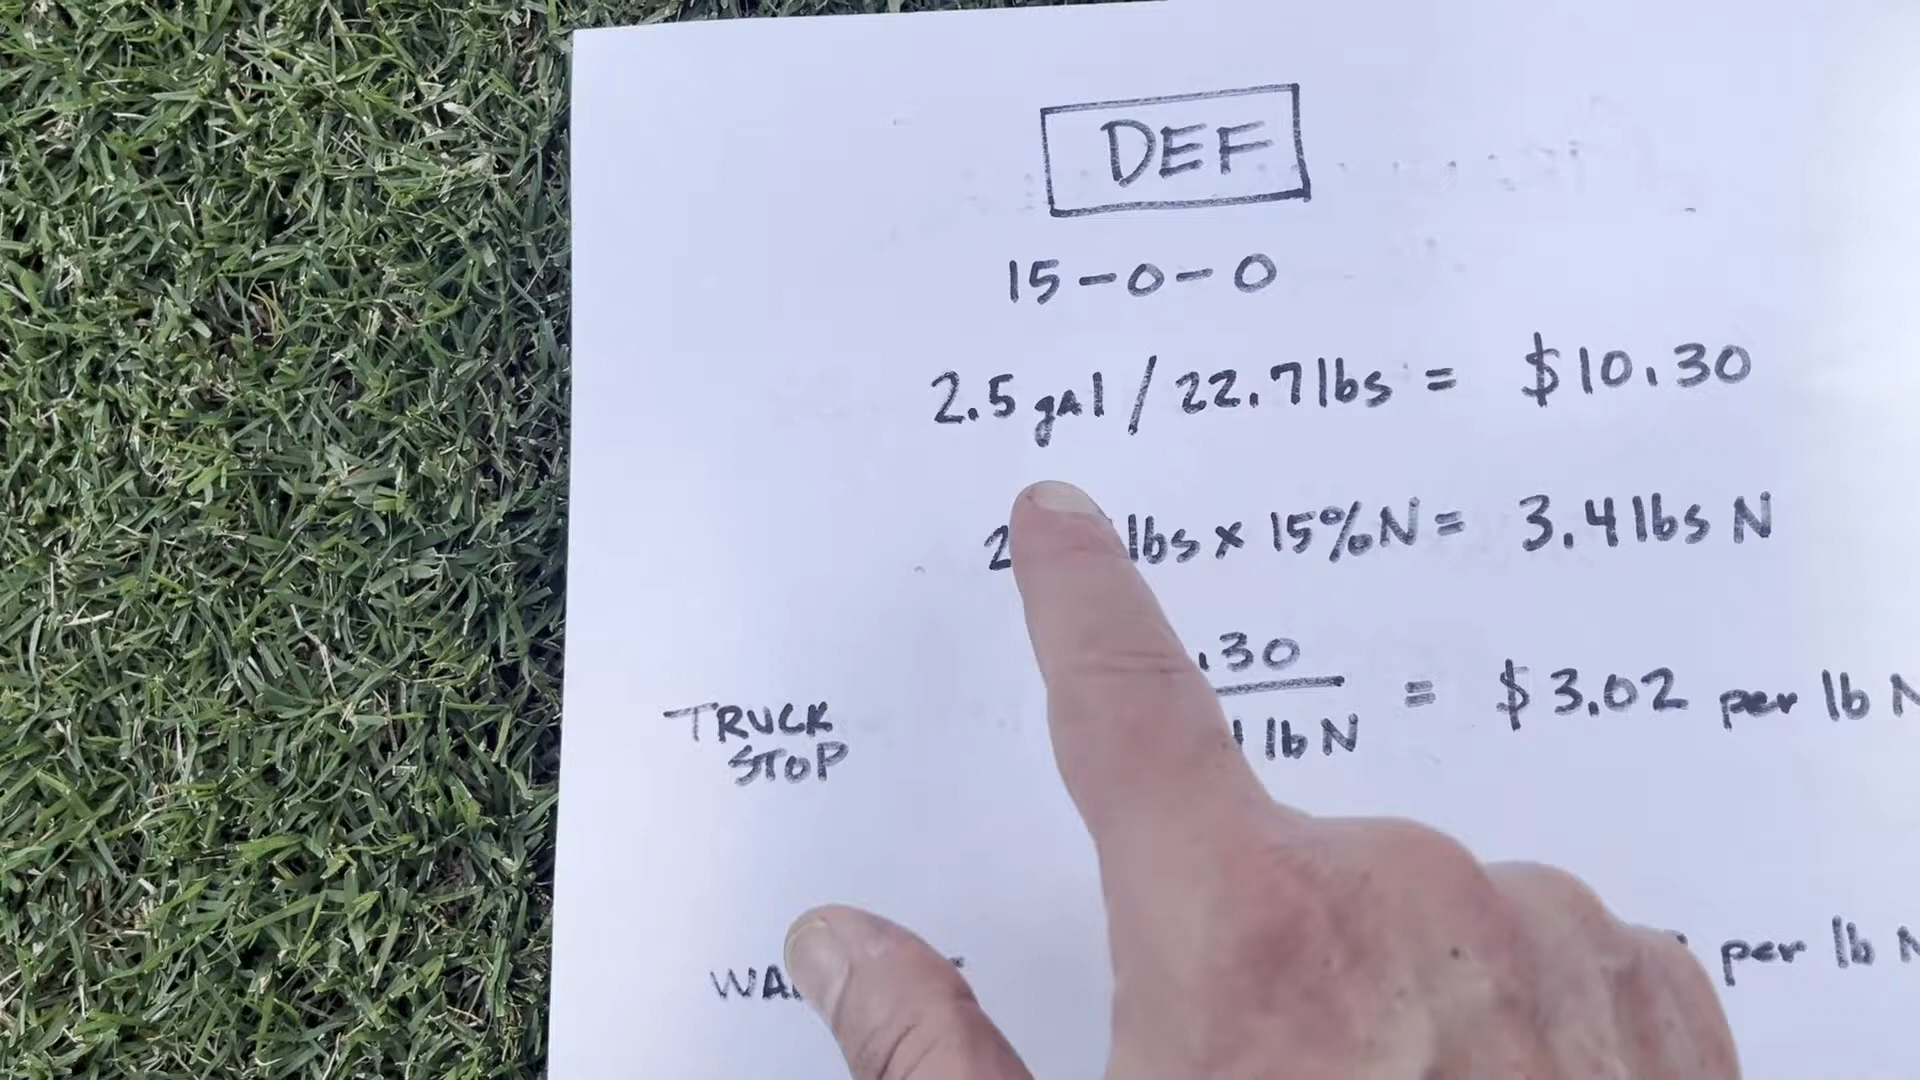 DEF
15-0-0
2.5 gal / 22.7 lbs = $10.30
lbs x 15% N = 3.4 lbs N
.30
= $3.02 per lb N
lb N
TRUCK
STOP
per lb N